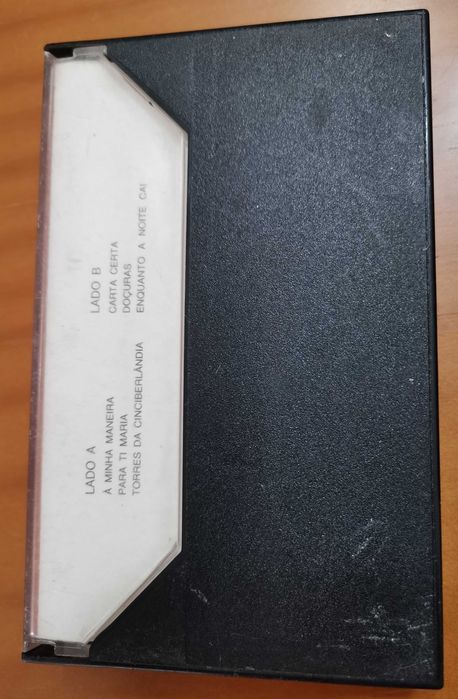 LADO A
À MINHA MANEIRA
PARA TI MARIA
TORRES DA CINCIBERLÂNDIA
LADO B
CARTA CERTA
DOÇURAS
ENQUANTO A NOITE CAI